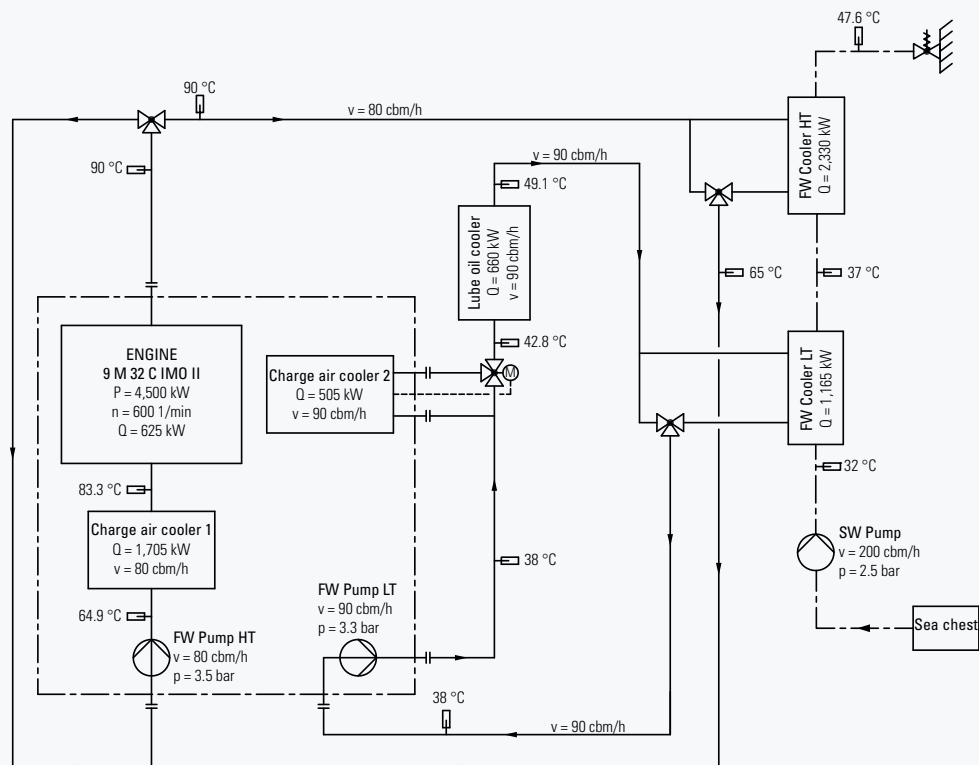 47.6 °C
90 °C
v = 80 cbm/h
FW Cooler HT
Q = 2,330 kW
90 °C
v = 90 cbm/h
49.1 °C
Lube oil cooler
Q = 660 kW
v = 90 cbm/h
65 °C
37 °C
ENGINE
9 M 32 C IMO II
P = 4,500 kW
n = 600 1/min
Q = 625 kW
42.8 °C
M
Charge air cooler 2
Q = 505 kW
v = 90 cbm/h
FW Cooler LT
Q = 1,165 kW
32 °C
83.3 °C
Charge air cooler 1
Q = 1,705 kW
v = 80 cbm/h
SW Pump
v = 200 cbm/h
p = 2.5 bar
38 °C
64.9 °C
FW Pump LT
v = 90 cbm/h
p = 3.3 bar
Sea chest
FW Pump HT
v = 80 cbm/h
p = 3.5 bar
38 °C
v = 90 cbm/h